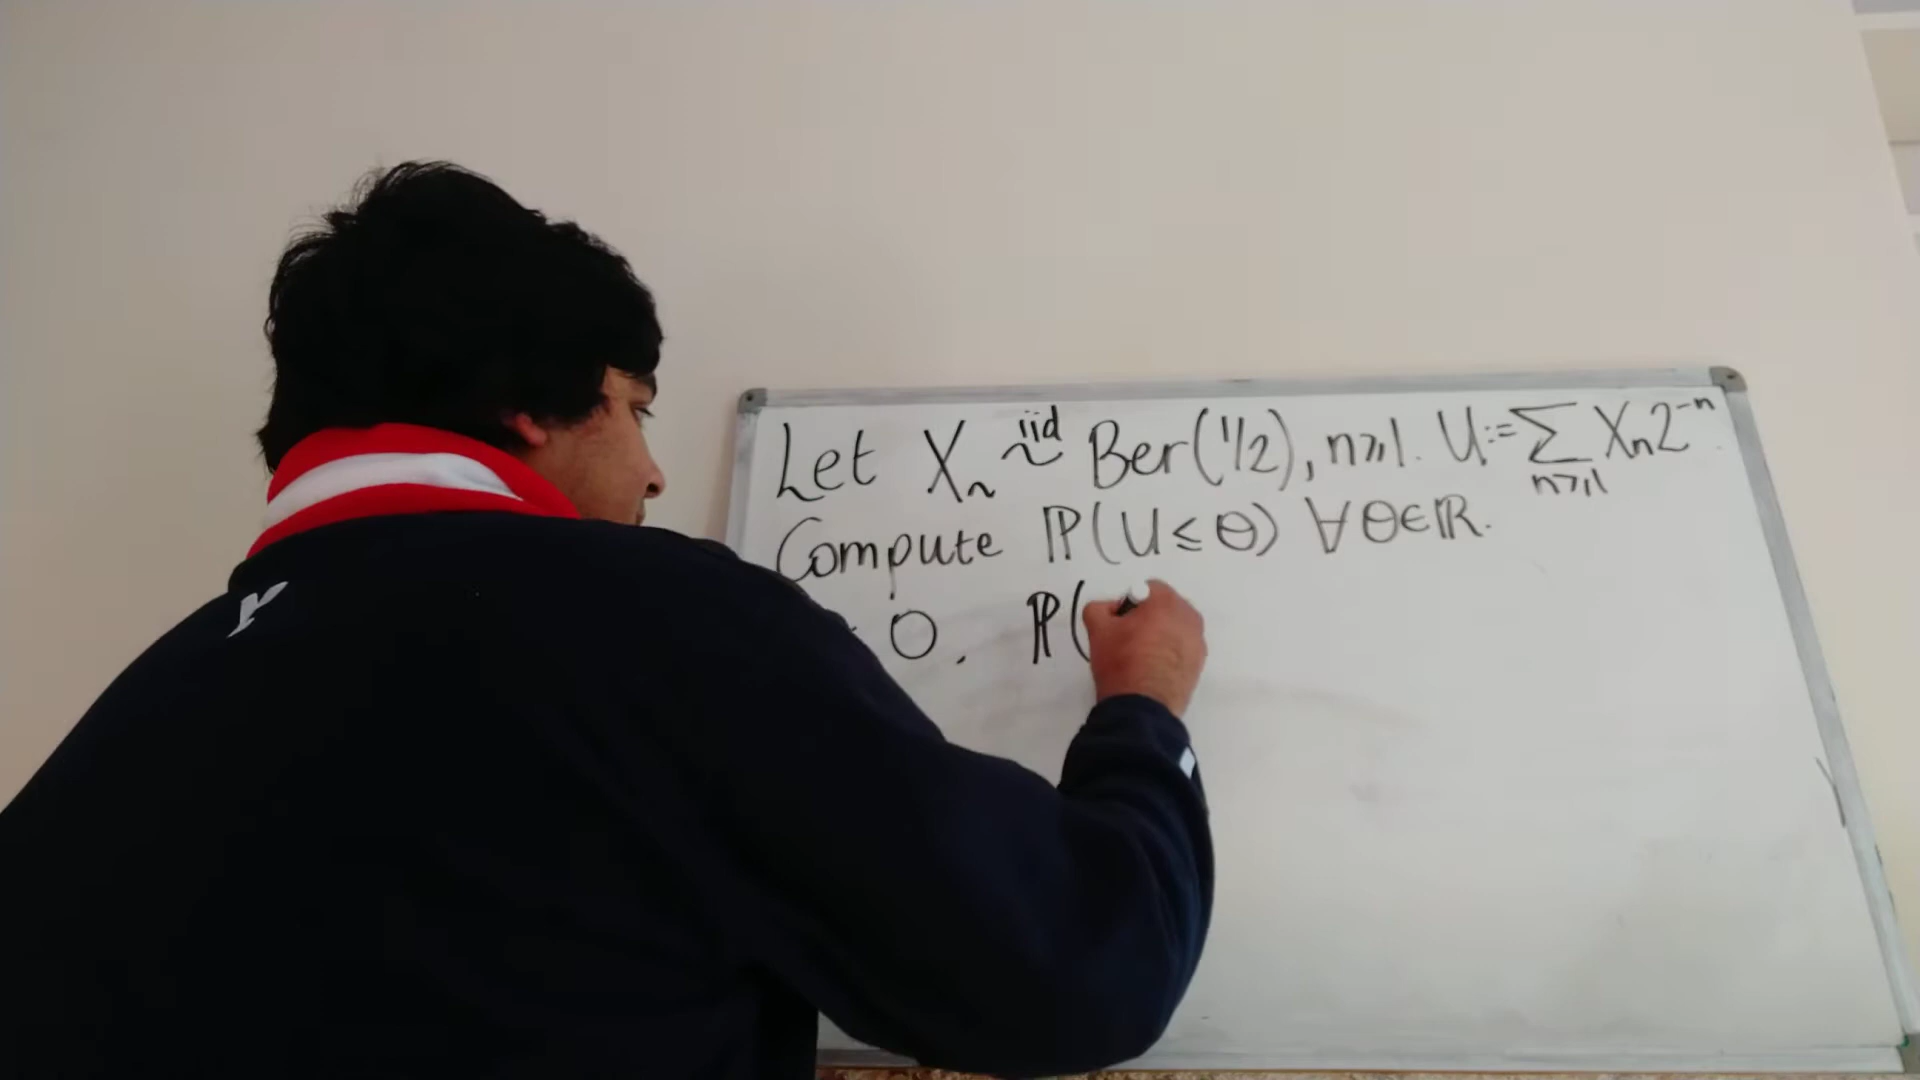 Let Xₙ ~ⁱⁱᵈ Ber(1/2), n⩾1. U:=∑ₙ⩾₁ Xₙ2⁻ⁿ.
Compute ℙ(U≤θ) ∀θ∈ℝ.
0. ℙ(